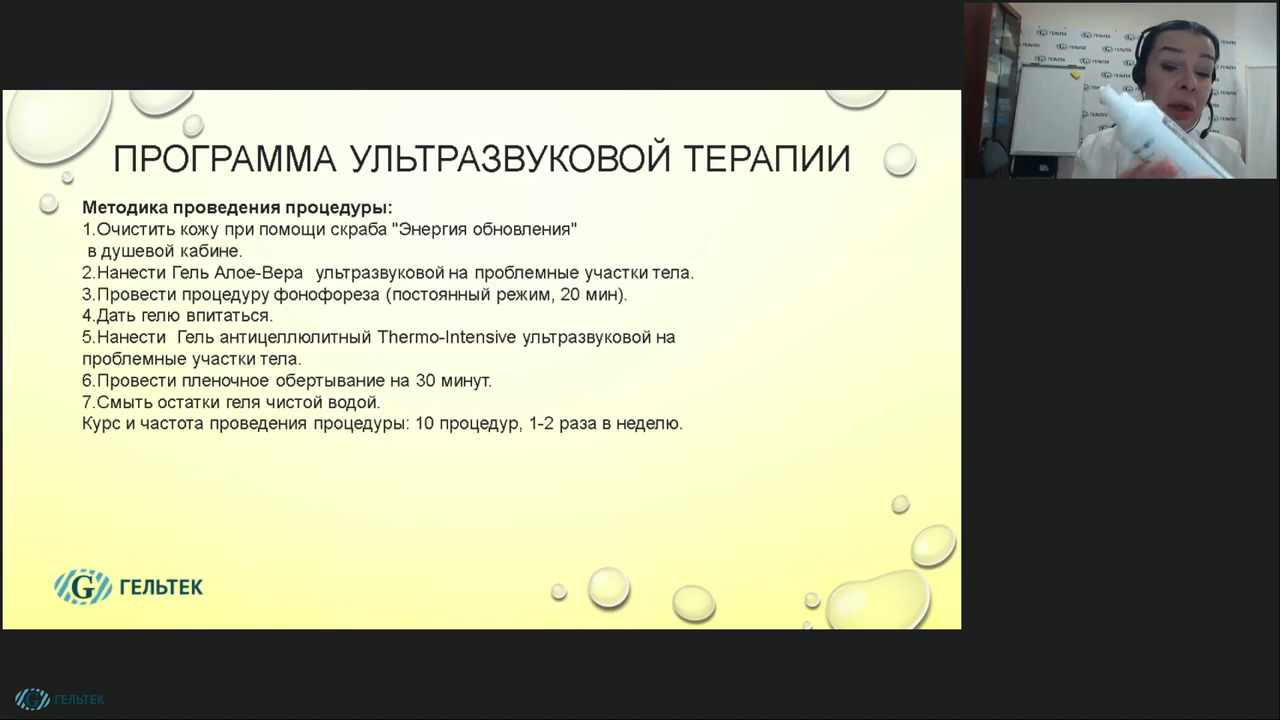 ПРОГРАММА УЛЬТРАЗВУКОВОЙ ТЕРАПИИ
Методика проведения процедуры:
1.Очистить кожу при помощи скраба "Энергия обновления"
в душевой кабине.
2.Нанести Гель Алое-Вера ультразвуковой на проблемные участки тела.
3.Провести процедуру фонофореза (постоянный режим, 20 мин).
4.Дать гелю впитаться.
5.Нанести Гель антицеллюлитный Thermo-Intensive ультразвуковой на
проблемные участки тела.
6.Провести пленочное обертывание на 30 минут.
7.Смыть остатки геля чистой водой.
Курс и частота проведения процедуры: 10 процедур, 1-2 раза в неделю.
G ГЕЛЬТЕК
G ГЕЛЬТЕК